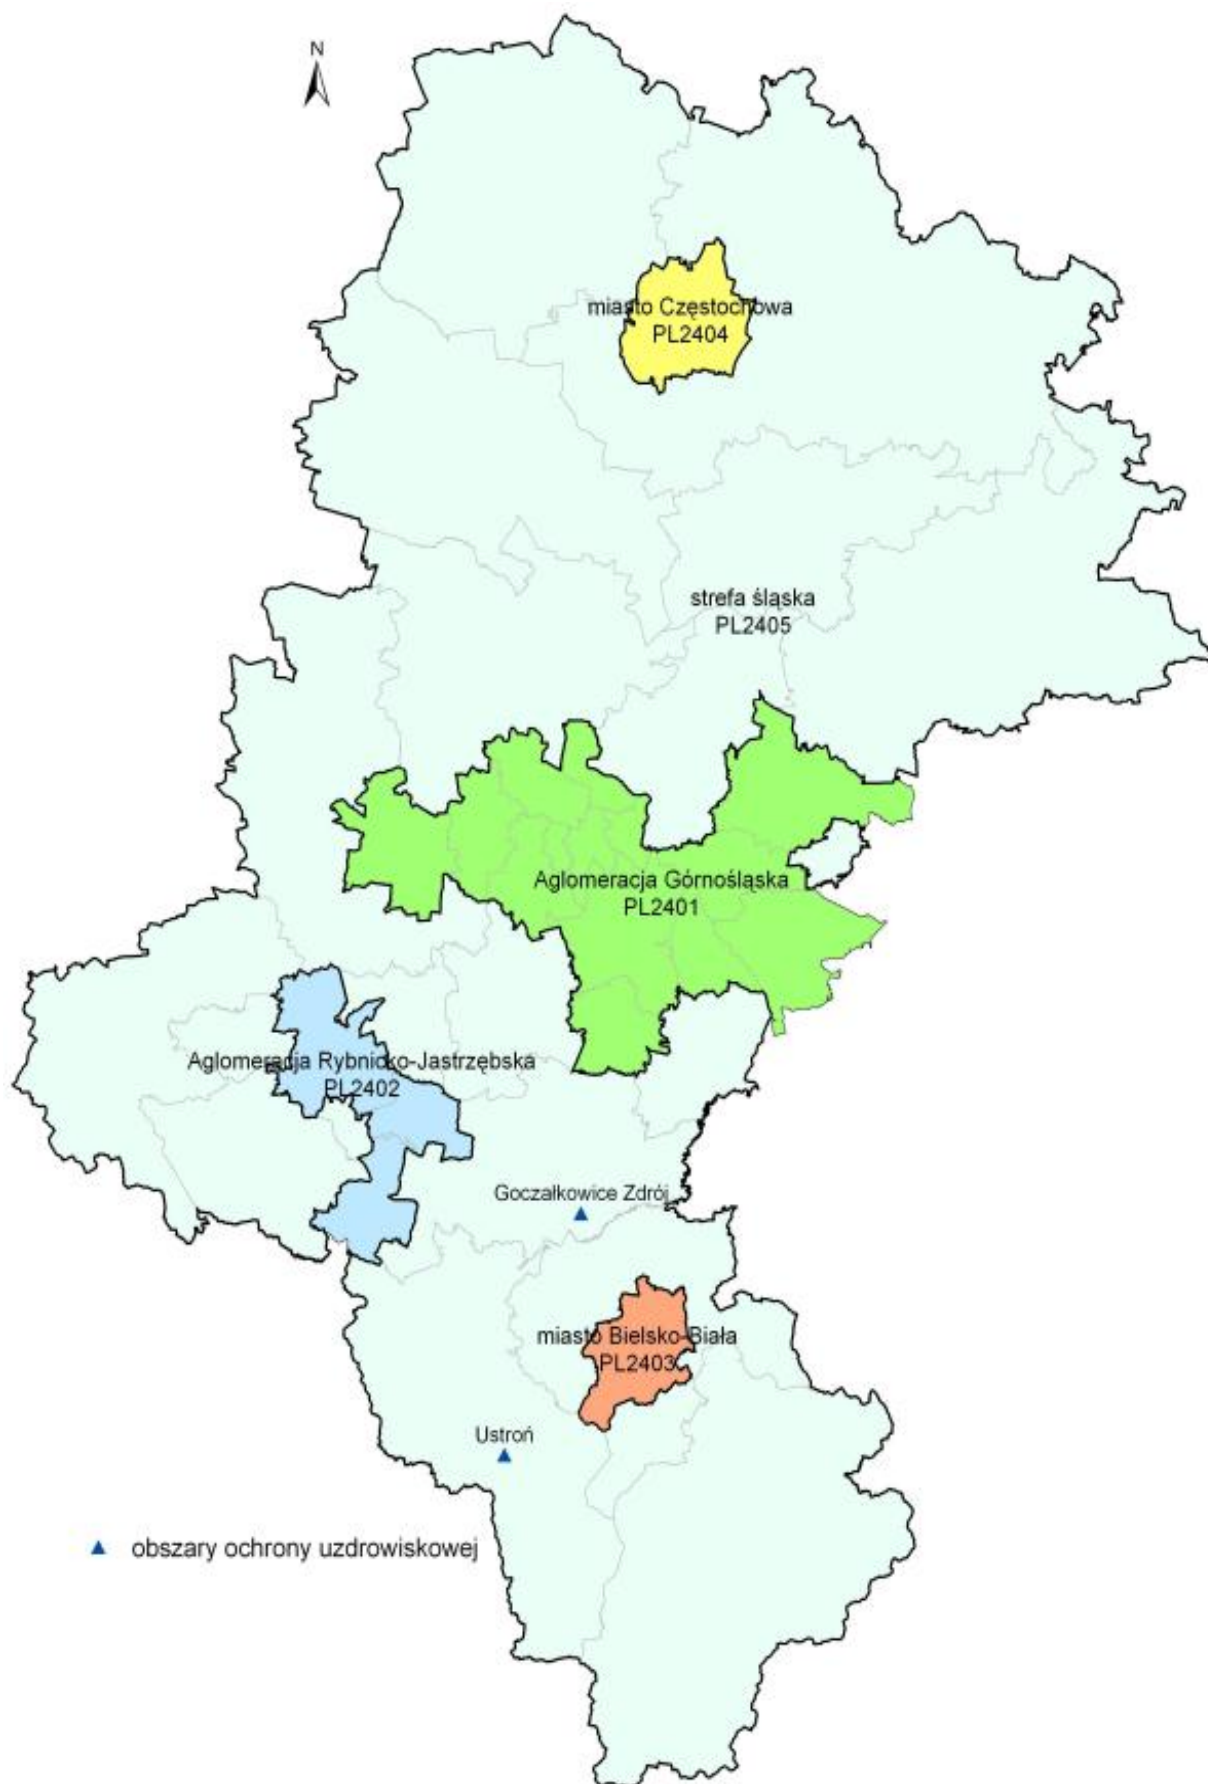 N
miasto Częstochowa
PL2404
strefa śląska
PL2405
Aglomeracja Górnośląska
PL2401
Aglomeracja Rybnicko-Jastrzębska
PL2402
Goczałkowice Zdrój
miasto Bielsko-Biała
PL2403
Ustroń
obszary ochrony uzdrowiskowej